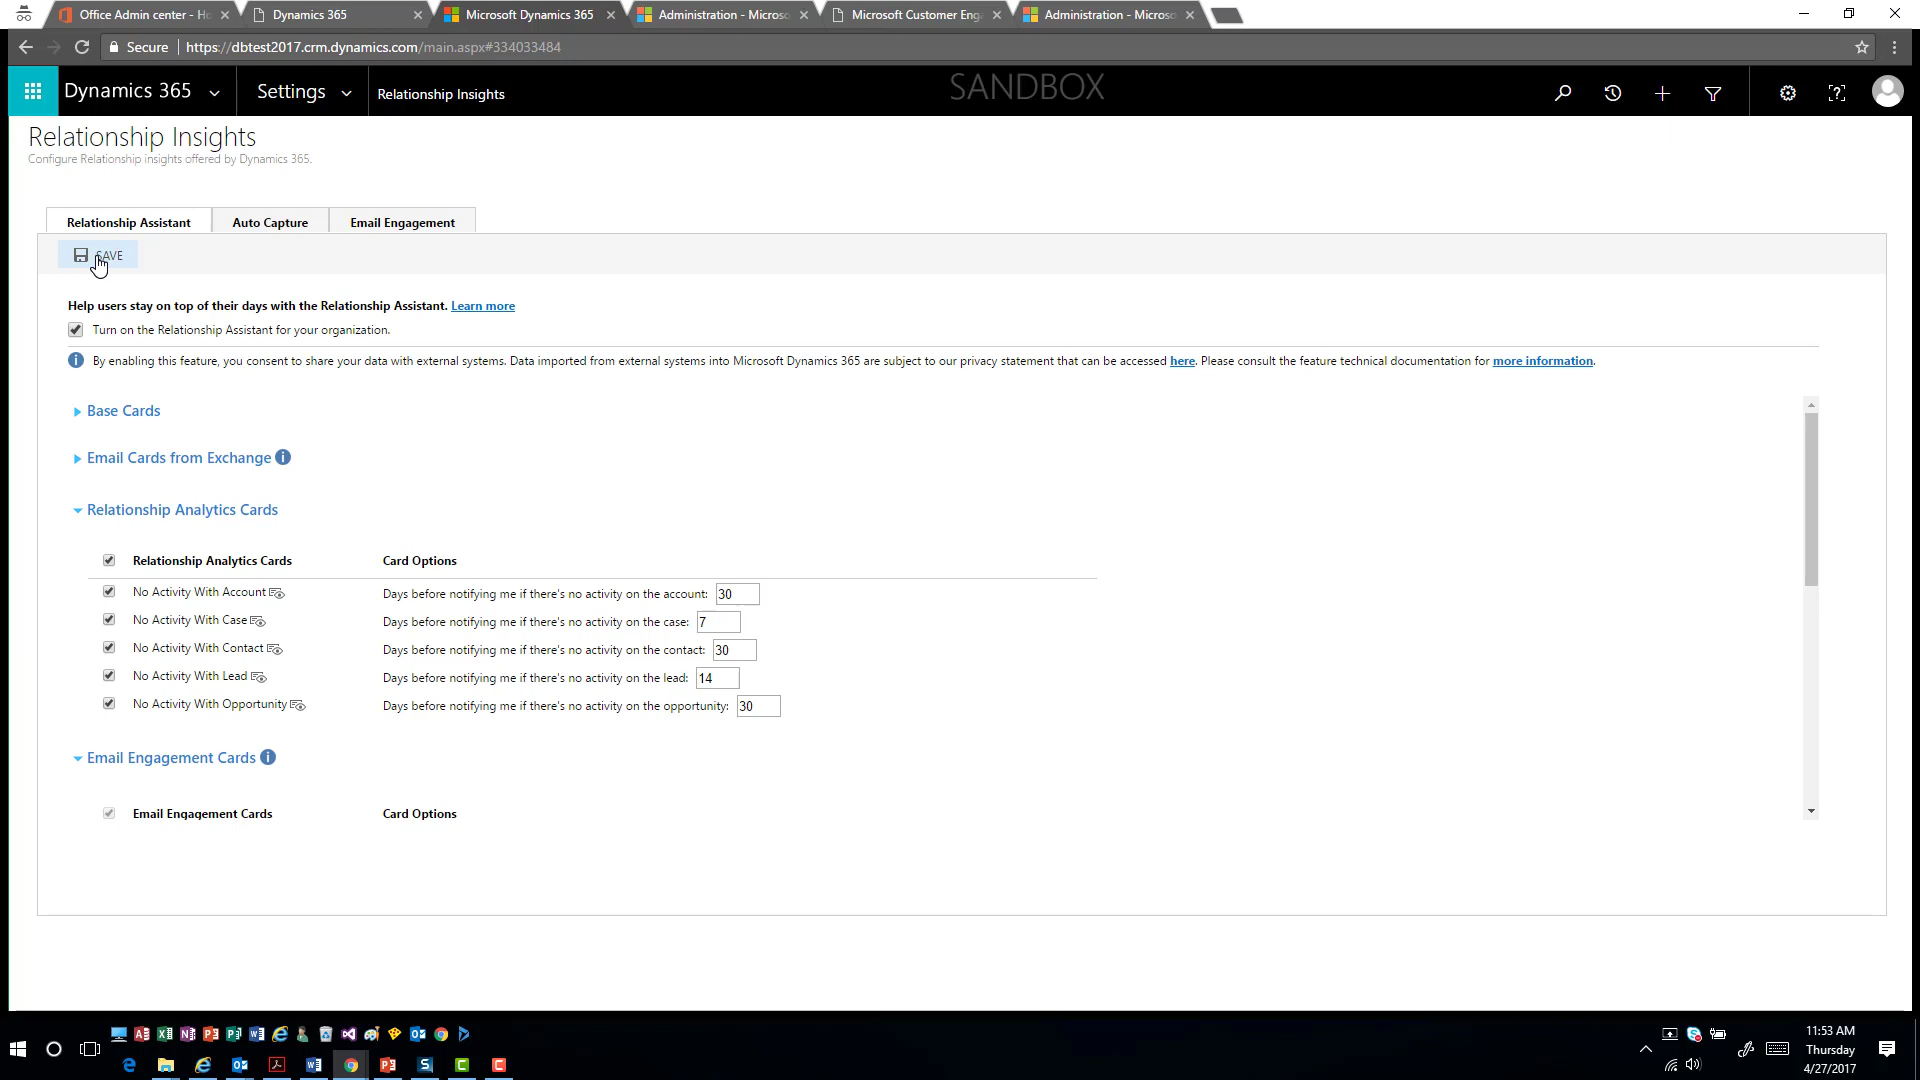 Office Admin center - Ho
Dynamics 365
Microsoft Dynamics 365
Administration - Microso
Microsoft Customer Enga
Administration - Microso
Secure
https://dbtest2017.crm.dynamics.com/main.aspx#334033484
Dynamics 365
Settings
Relationship Insights
SANDBOX
Relationship Insights
Configure Relationship insights offered by Dynamics 365.
Relationship Assistant
Auto Capture
Email Engagement
SAVE
Help users stay on top of their days with the Relationship Assistant. Learn more
Turn on the Relationship Assistant for your organization.
By enabling this feature, you consent to share your data with external systems. Data imported from external systems into Microsoft Dynamics 365 are subject to our privacy statement that can be accessed here. Please consult the feature technical documentation for more information.
Base Cards
Email Cards from Exchange
Relationship Analytics Cards
Relationship Analytics Cards Card Options
No Activity With Account Days before notifying me if there's no activity on the account: 30
No Activity With Case Days before notifying me if there's no activity on the case: 7
No Activity With Contact Days before notifying me if there's no activity on the contact: 30
No Activity With Lead Days before notifying me if there's no activity on the lead: 14
No Activity With Opportunity Days before notifying me if there's no activity on the opportunity: 30
Email Engagement Cards
Email Engagement Cards Card Options
11:53 AM
Thursday
4/27/2017